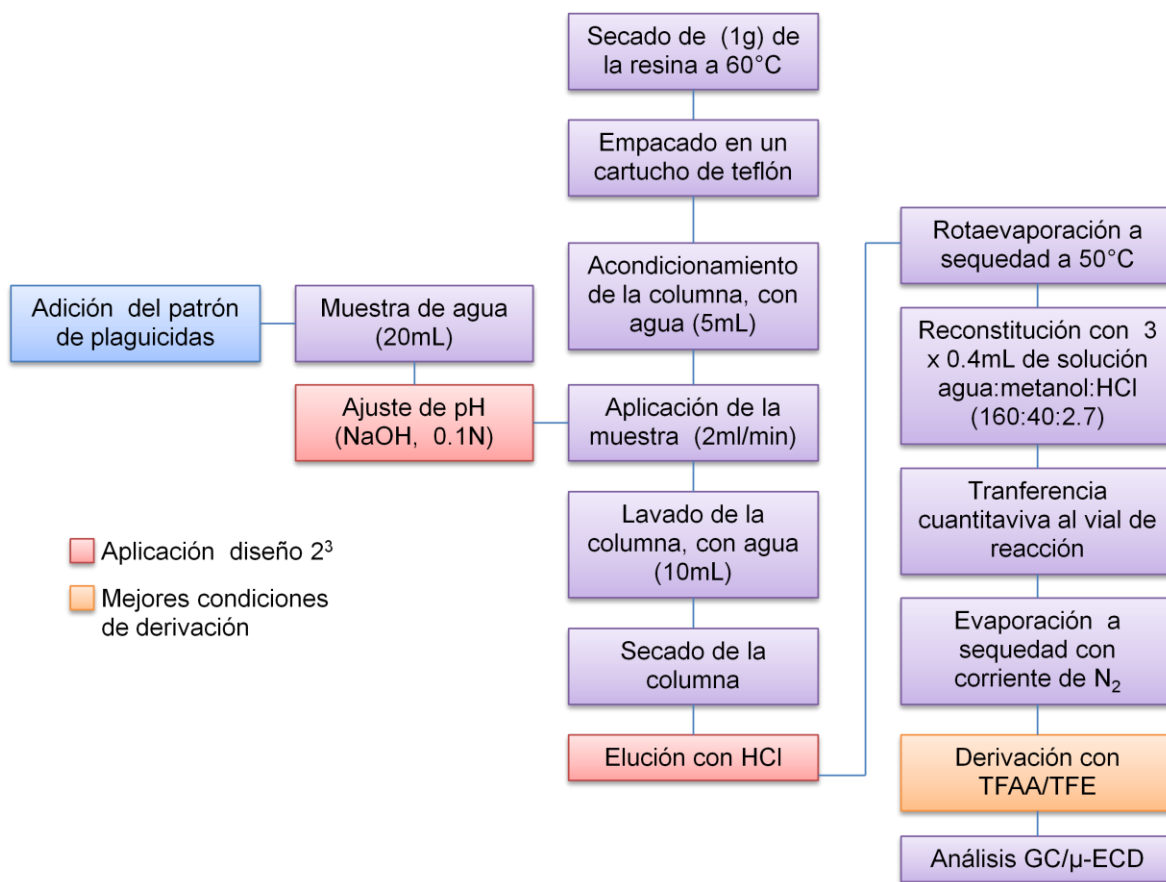 Secado de (1g) de
la resina a 60°C
Empacado en un
cartucho de teflón
Acondicionamiento
de la columna, con
agua (5mL)
Adición del patrón
de plaguicidas
Muestra de agua
(20mL)
Ajuste de pH
(NaOH, 0.1N)
Aplicación de la
muestra (2ml/min)
Lavado de la
columna, con agua
(10mL)
Secado de la
columna
Elución con HCl
Rotaevaporación a
sequedad a 50°C
Reconstitución con 3
x 0.4mL de solución
agua:metanol:HCl
(160:40:2.7)
Tranferencia
cuantitaviva al vial de
reacción
Evaporación a
sequedad con
corriente de N₂
Derivación con
TFAA/TFE
Análisis GC/µ-ECD
Aplicación diseño 2³
Mejores condiciones
de derivación